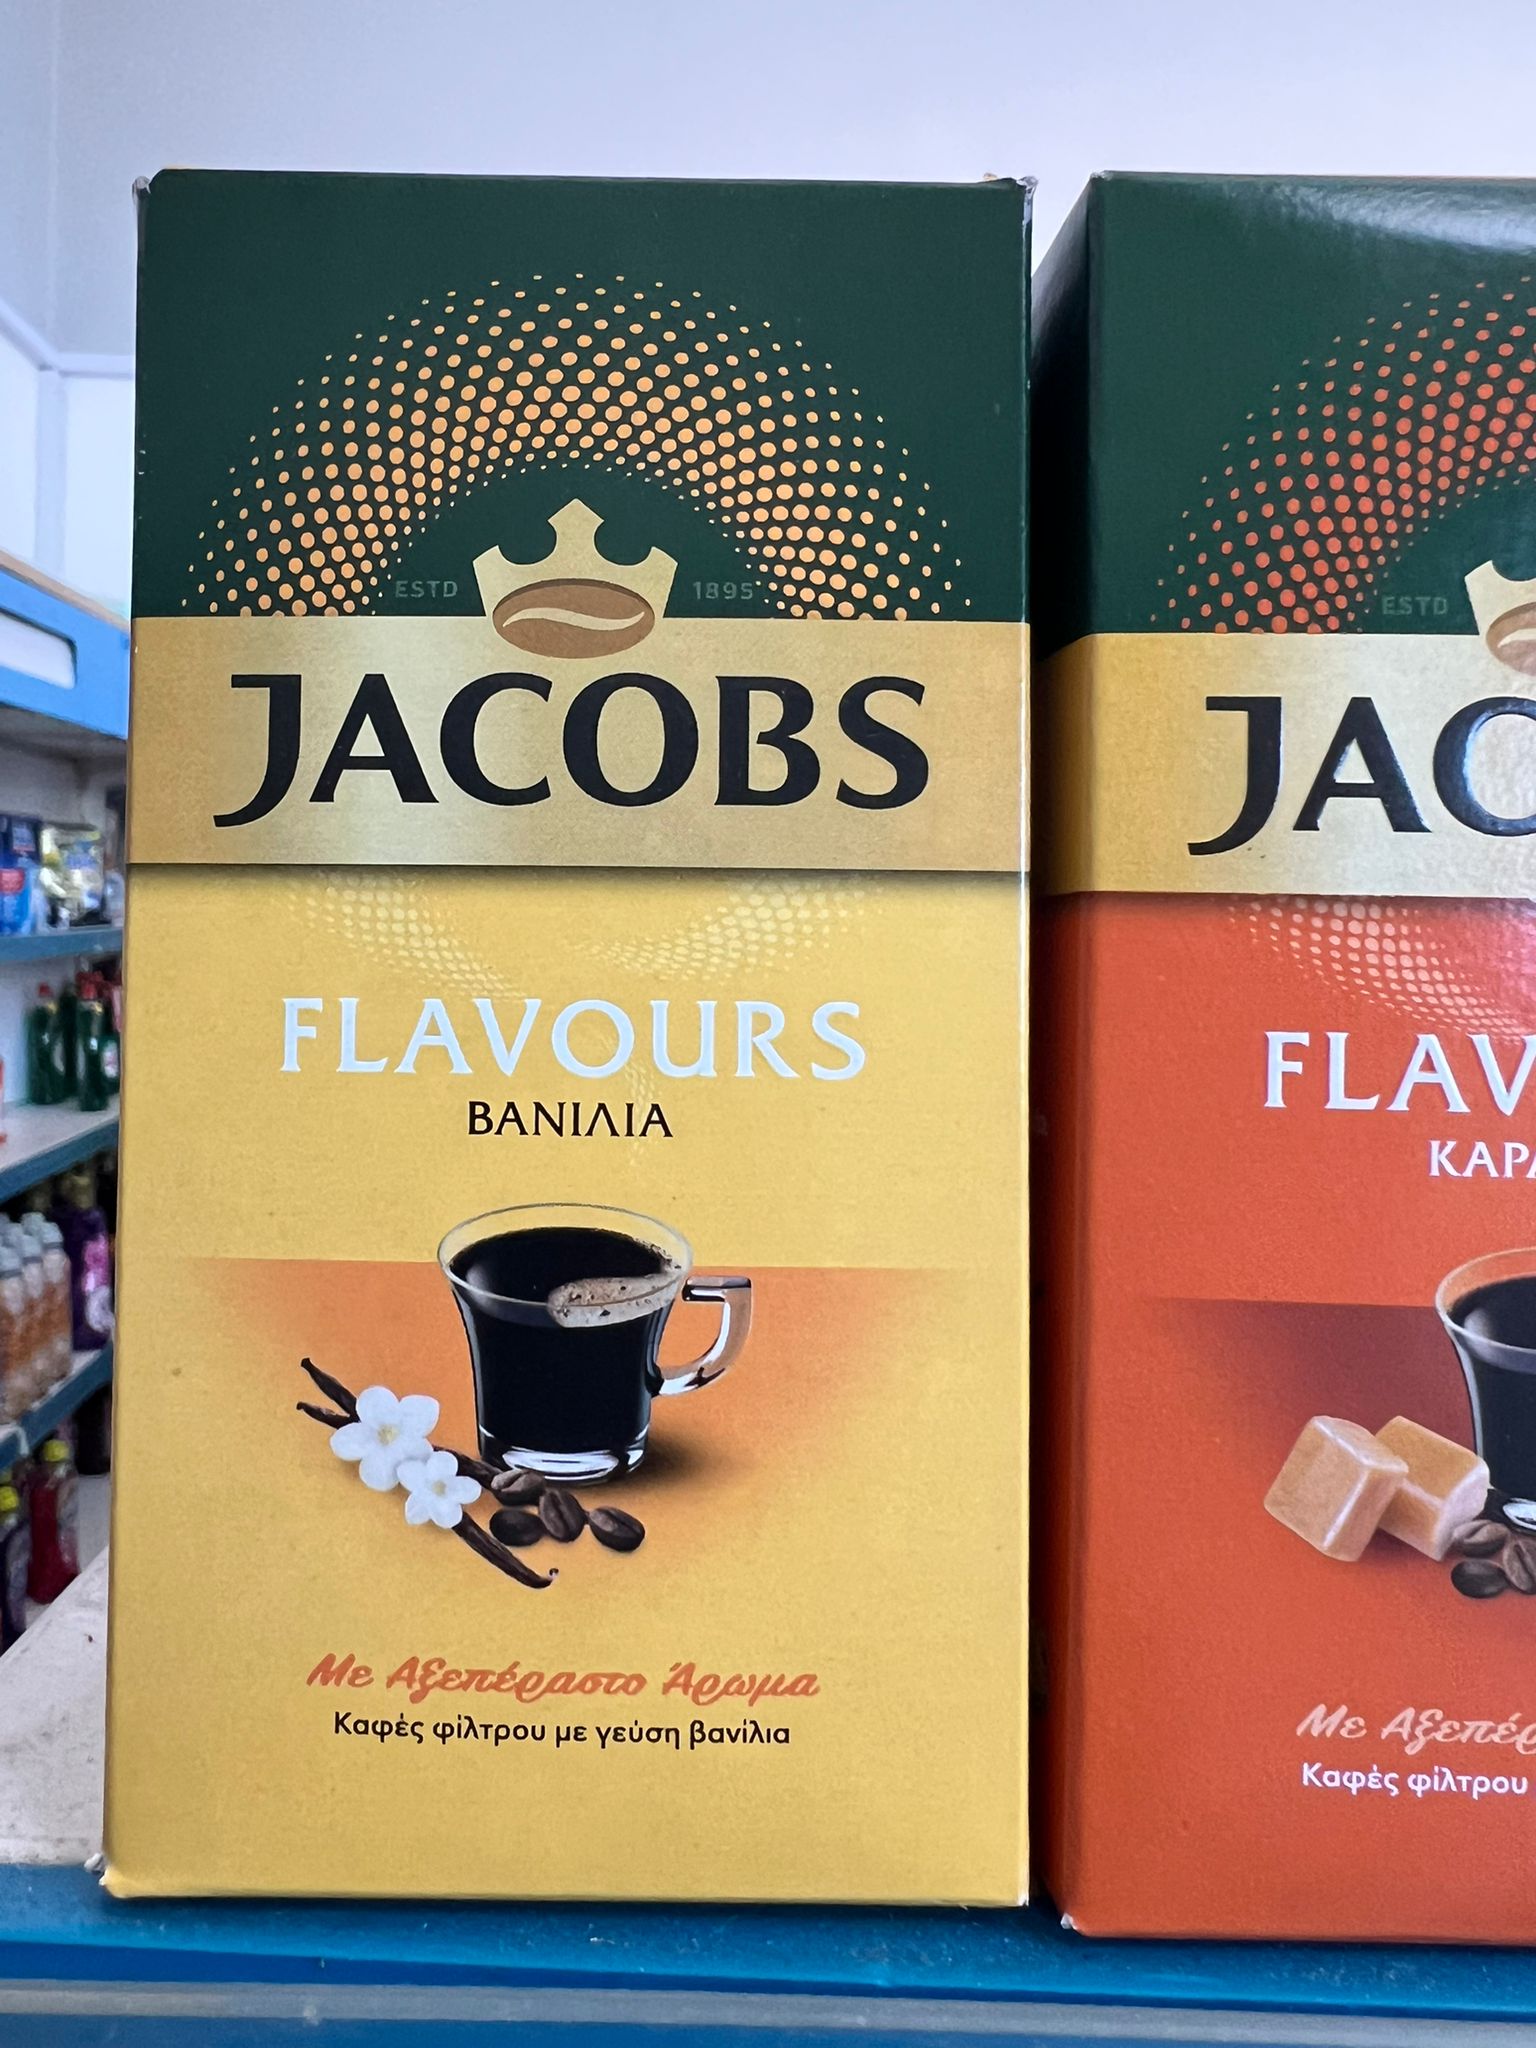 ESTD 1895
JACOBS
FLAVOURS
ΒΑΝΙΛΙΑ
Με Αξεπέραστο Άρωμα
Καφές φίλτρου με γεύση βανίλια
ESTD
JAC
FLAV
ΚΑΡΑ
Με Αξεπέρ
Καφές φίλτρου